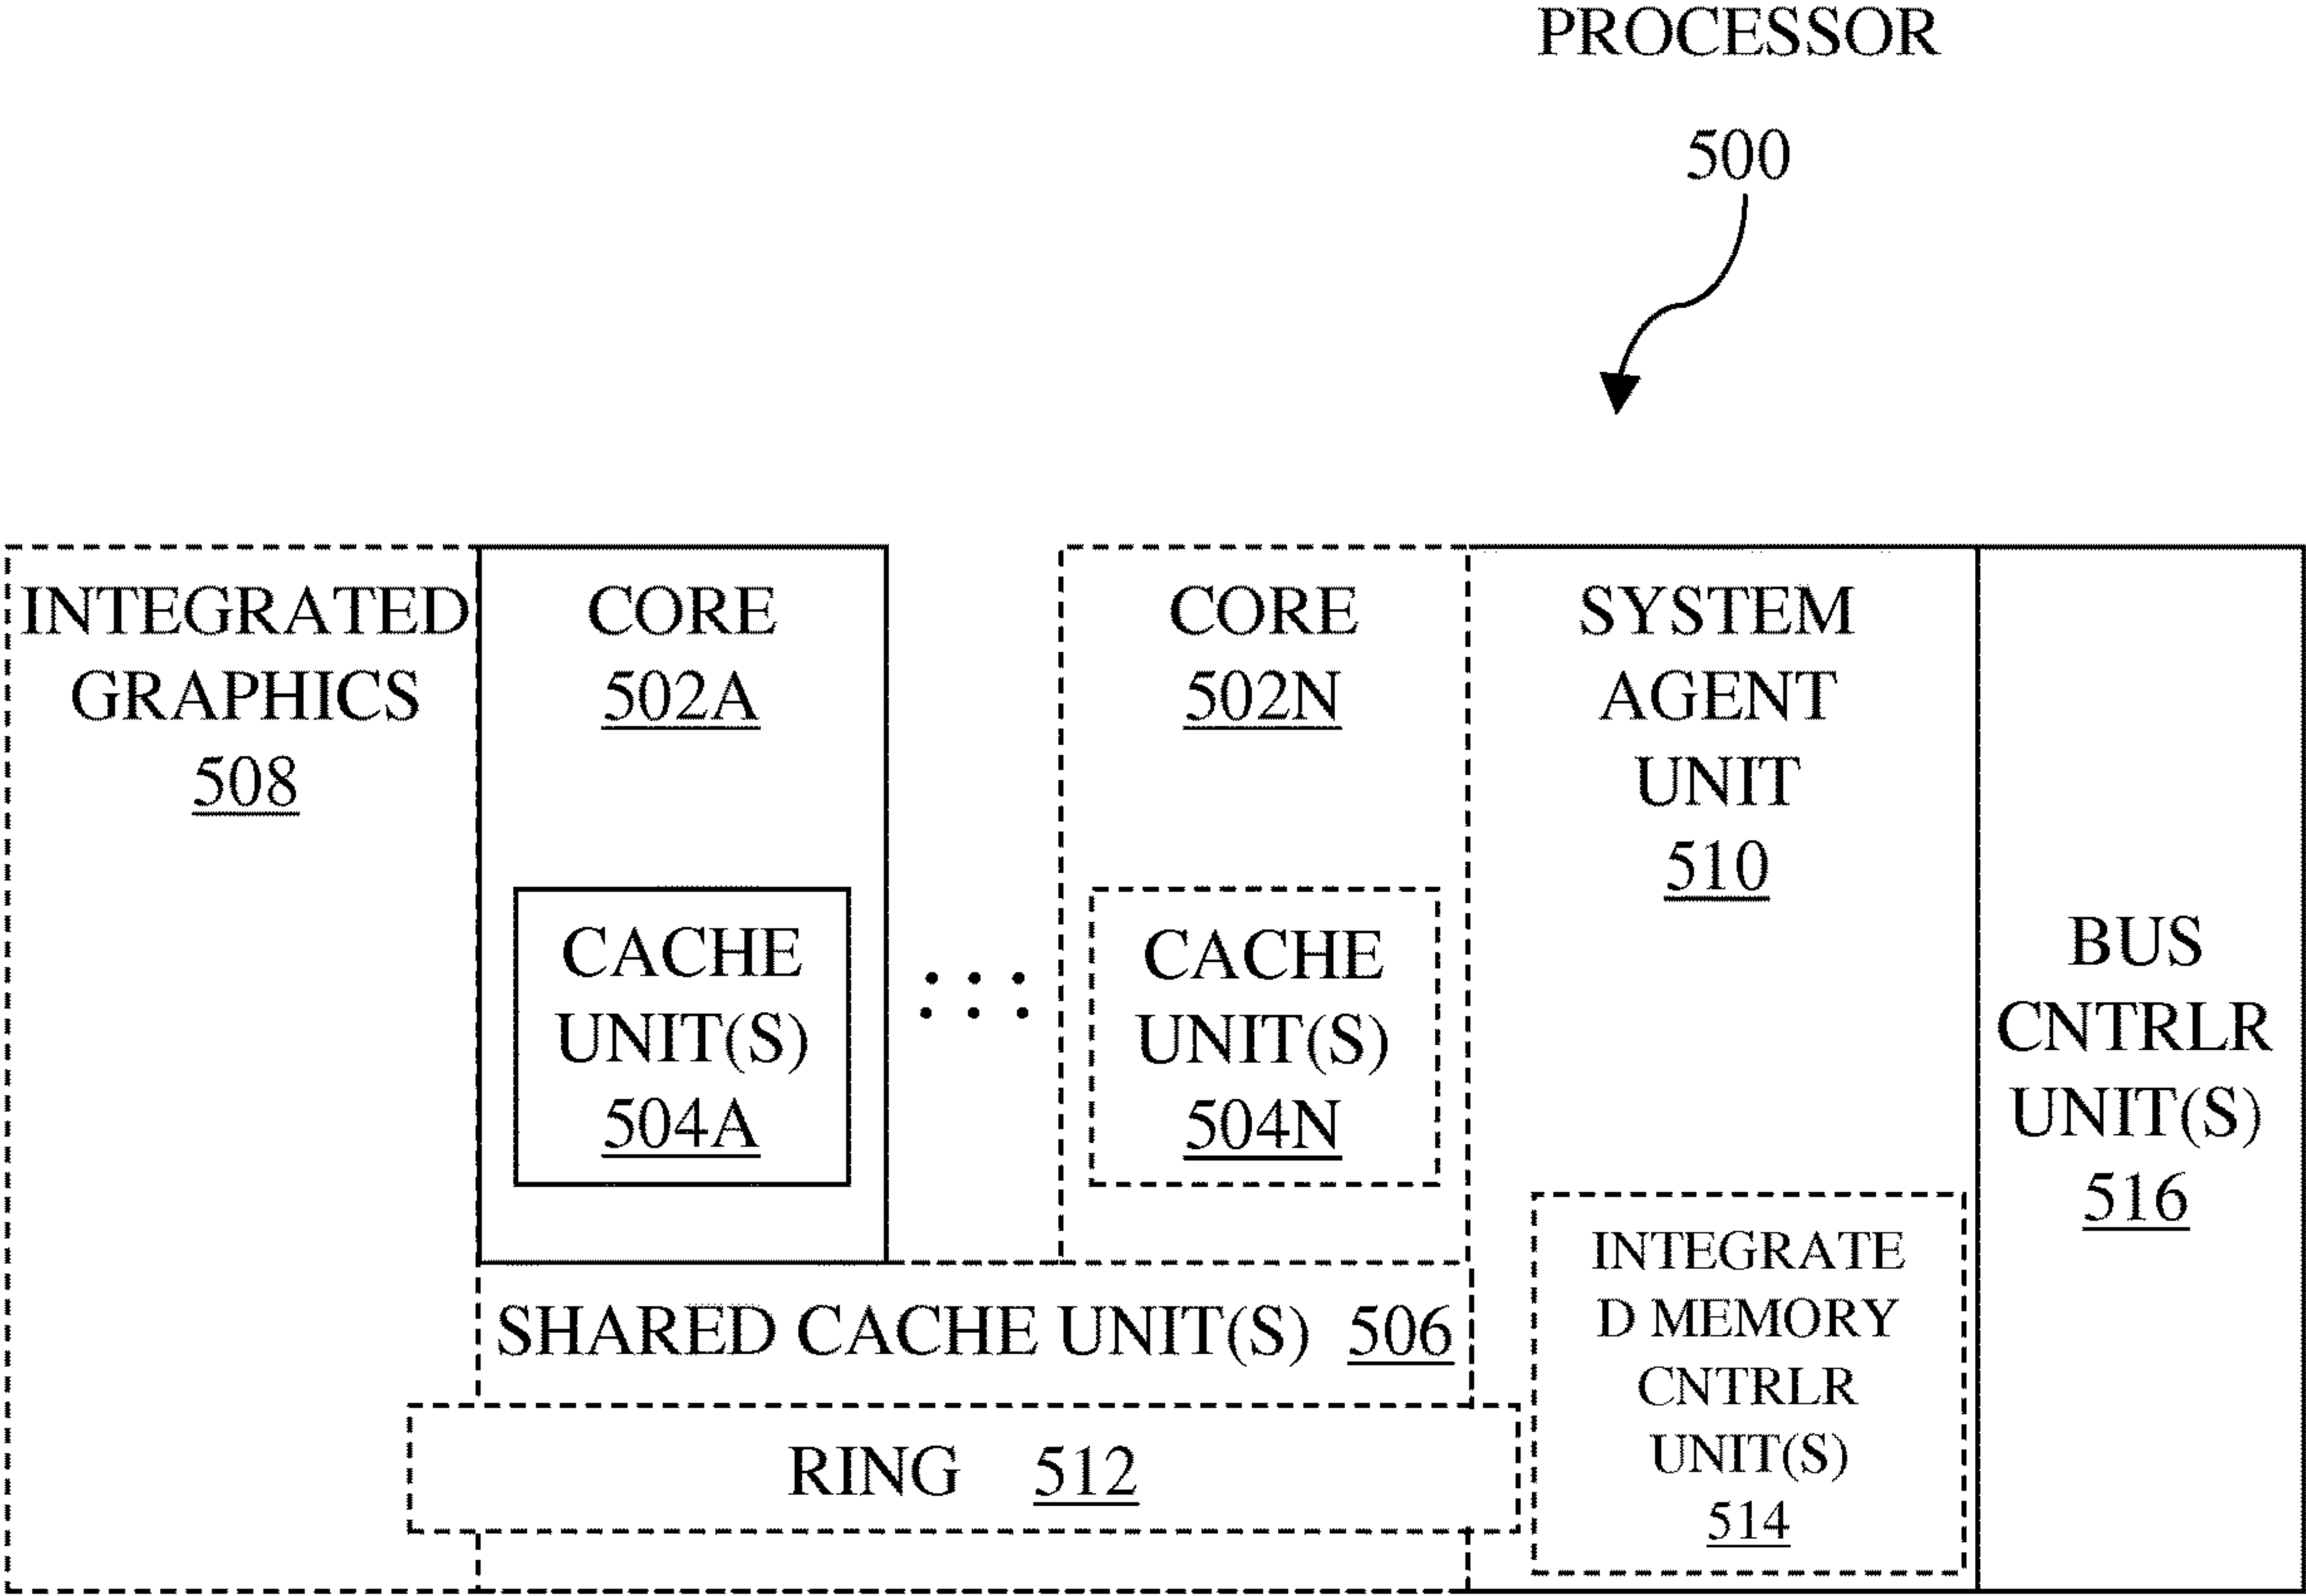 PROCESSOR
500
INTEGRATED
GRAPHICS
508
CORE
502A
CACHE
UNIT(S)
504A
CORE
502N
CACHE
UNIT(S)
504N
SYSTEM
AGENT
UNIT
510
INTEGRATE
D MEMORY
CNTRLR
UNIT(S)
514
BUS
CNTRLR
UNIT(S)
516
SHARED CACHE UNIT(S) 506
RING 512